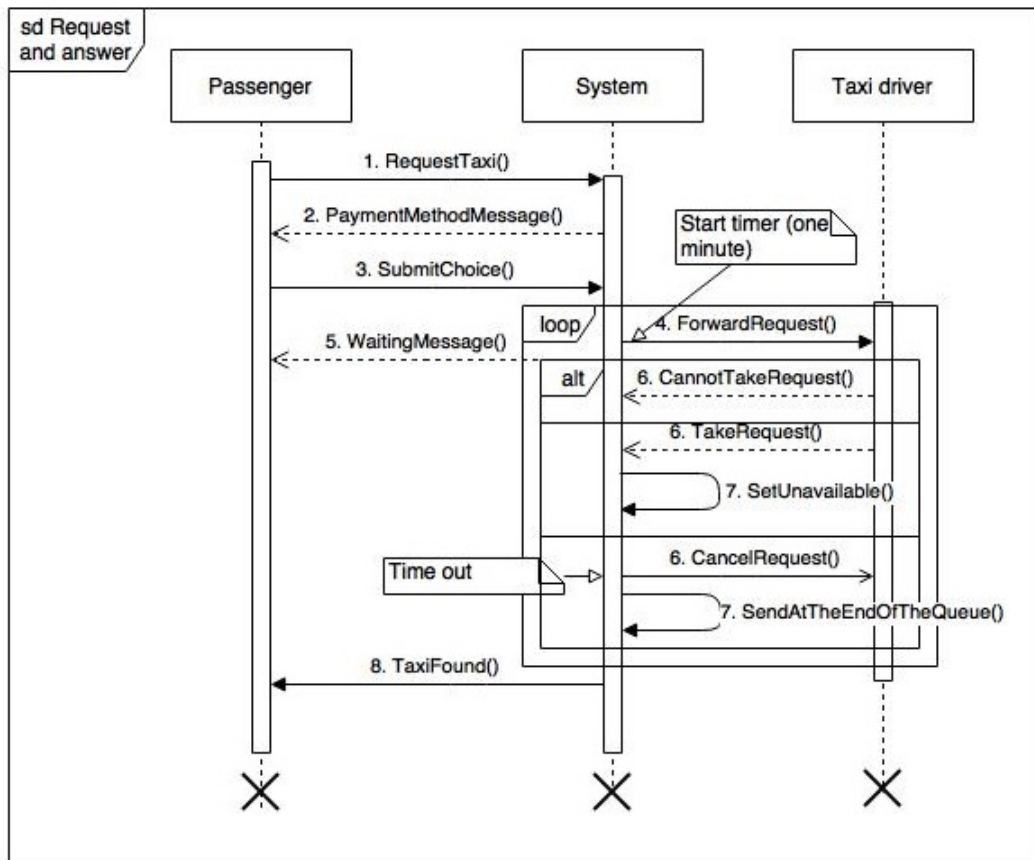 sd Request
and answer
Passenger
System
Taxi driver
1. RequestTaxi()
2. PaymentMethodMessage()
Start timer (one
minute)
3. SubmitChoice()
loop
4. ForwardRequest()
5. WaitingMessage()
alt
6. CannotTakeRequest()
6. TakeRequest()
7. SetUnavailable()
Time out
6. CancelRequest()
7. SendAtTheEndOfTheQueue()
8. TaxiFound()